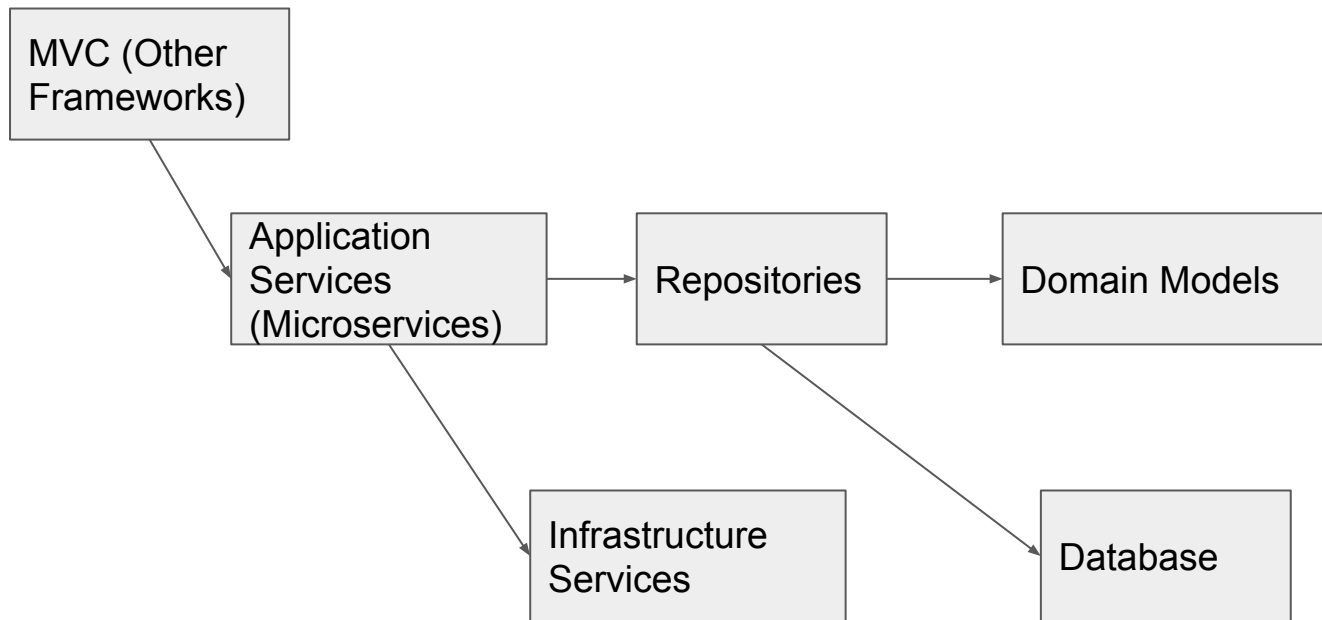 MVC (Other
Frameworks)
Application
Services
(Microservices)
Repositories
Domain Models
Infrastructure
Services
Database